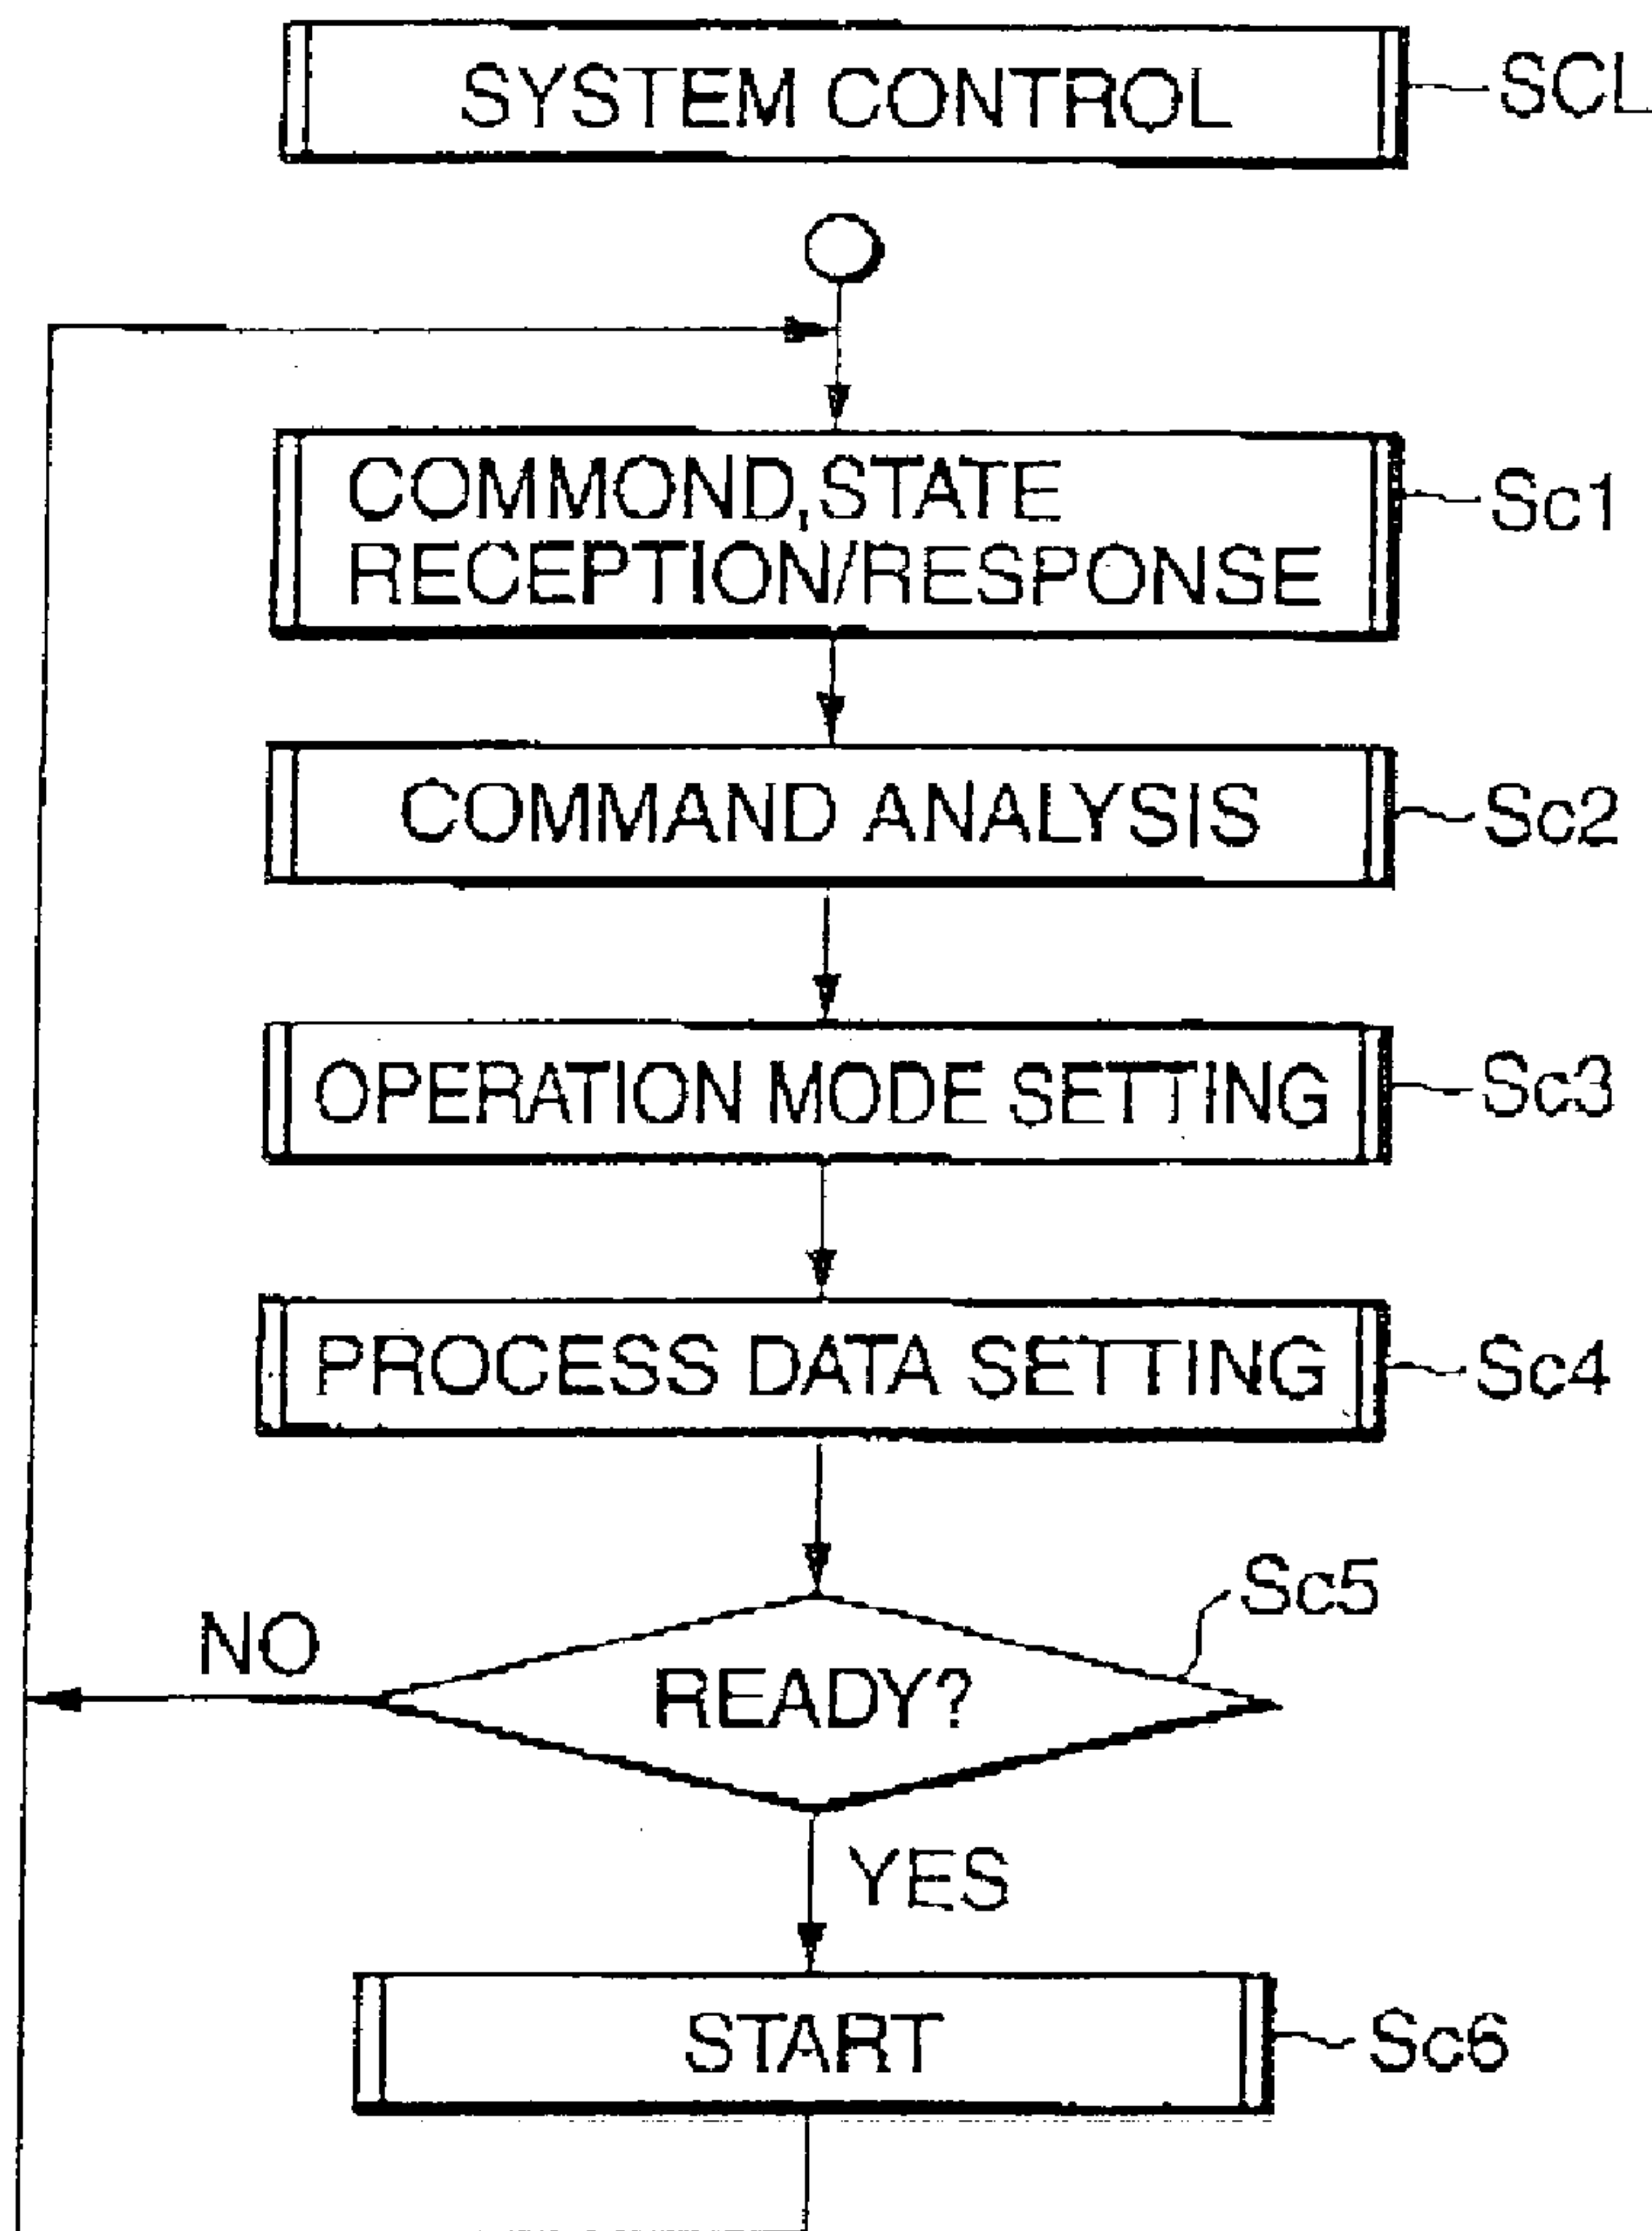 SYSTEM CONTROL
SCL
COMMOND,STATE
RECEPTION/RESPONSE
Sc1
COMMAND ANALYSIS
Sc2
OPERATION MODE SETTING
Sc3
PROCESS DATA SETTING
Sc4
Sc5
NO
READY?
YES
START
Sc6